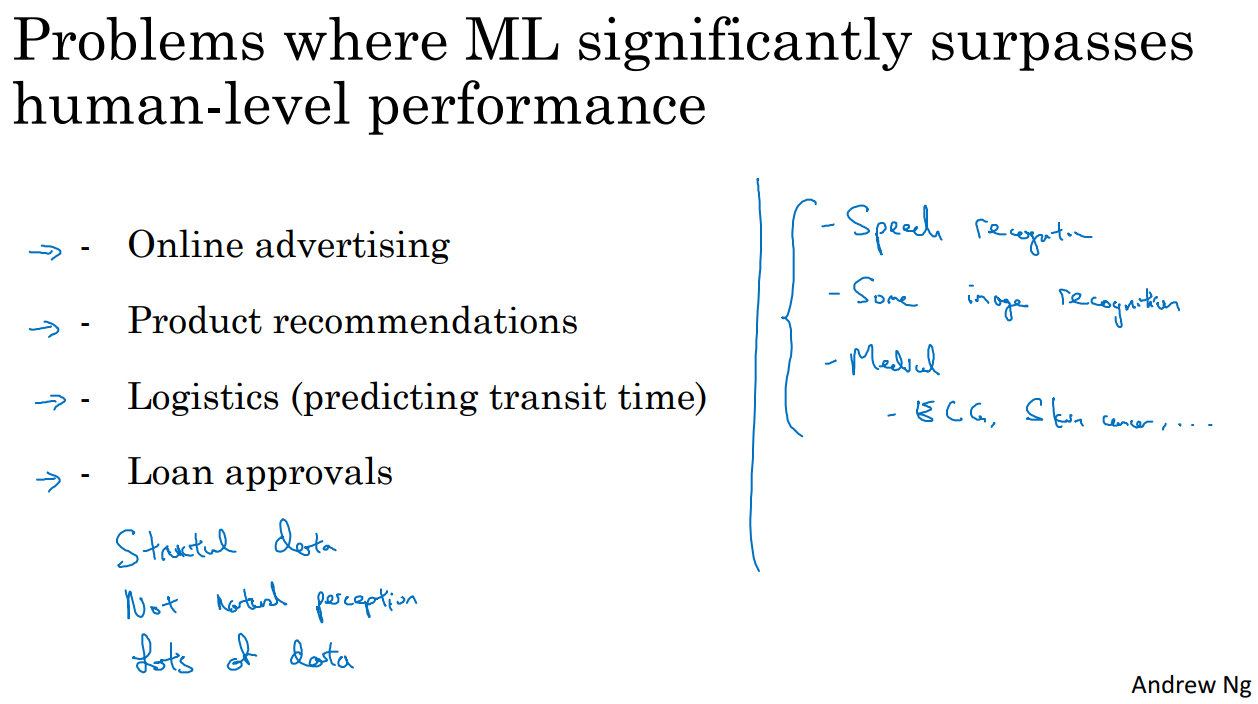 Problems where ML significantly surpasses
human-level performance
- Online advertising
- Product recommendations
- Logistics (predicting transit time)
- Loan approvals
Structured data
Not natural perception
Lots of data
- Speech recognition
- Some image recognition
- Medical
- ECG, Skin cancer, ....
Andrew Ng